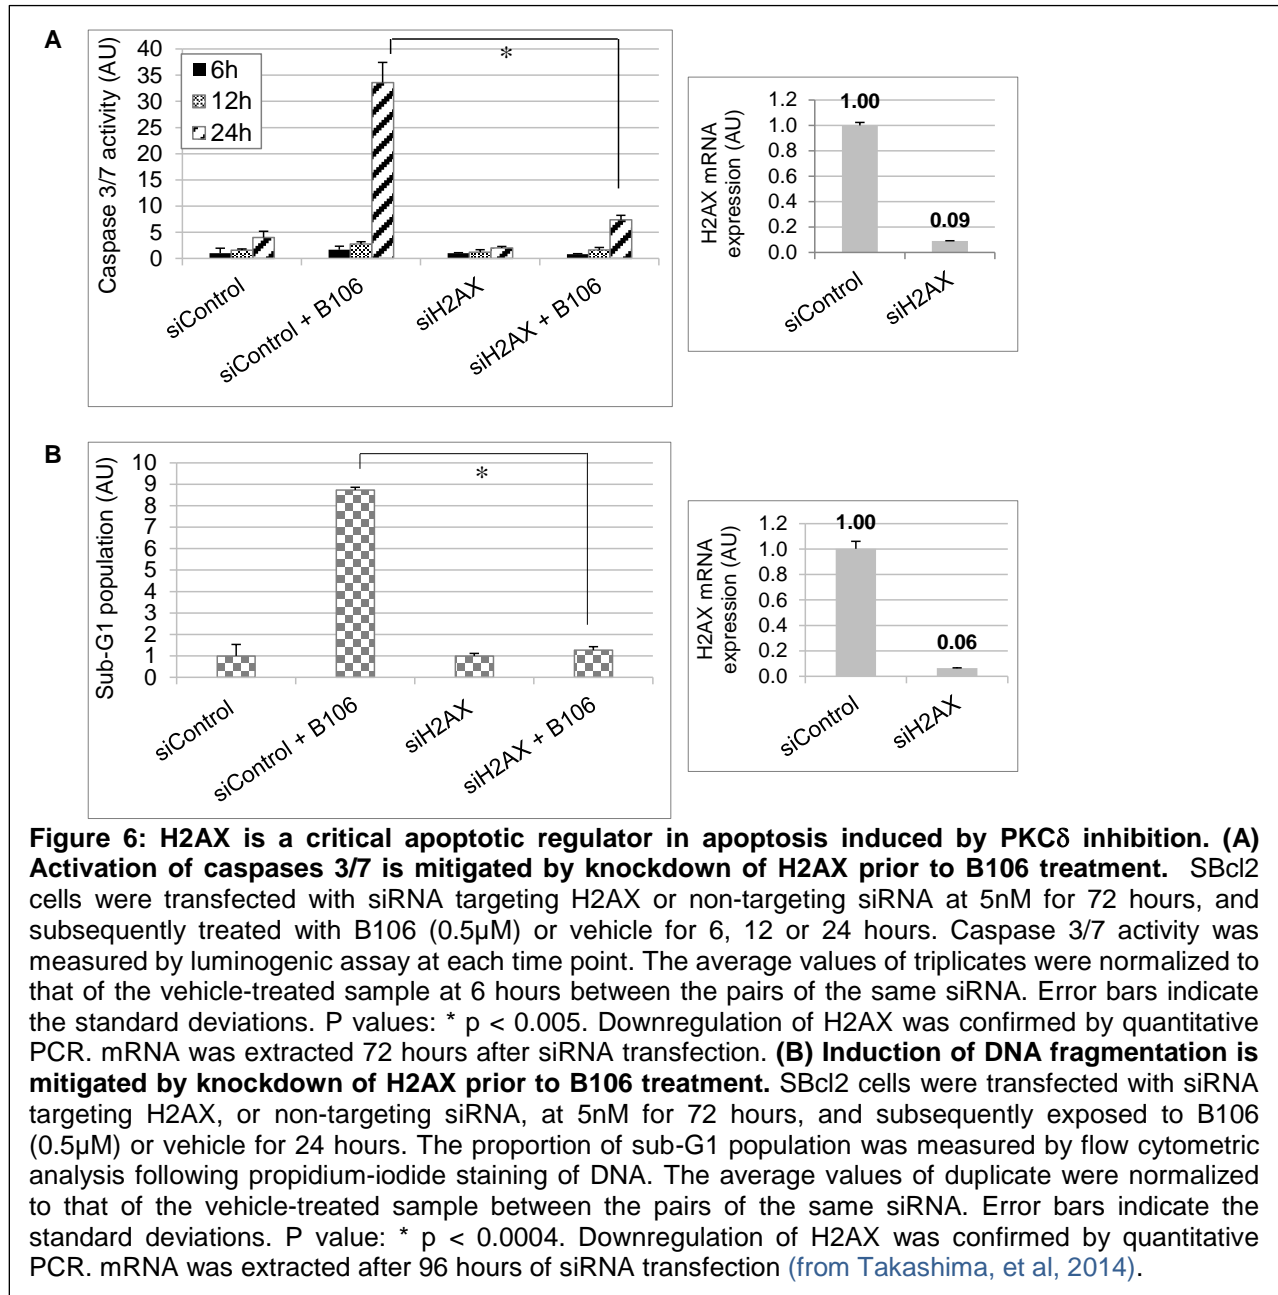 A
Caspase 3/7 activity (AU)
40
35
30
25
20
15
10
5
0
6h
12h
24h
*
siControl
siControl + B106
siH2AX
siH2AX + B106
H2AX mRNA
expression (AU)
1.2
1.0
0.8
0.6
0.4
0.2
0.0
1.00
0.09
siControl
siH2AX
B
Sub-G1 population (AU)
10
9
8
7
6
5
4
3
2
1
0
*
siControl
siControl + B106
siH2AX
siH2AX + B106
H2AX mRNA
expression (AU)
1.2
1.0
0.8
0.6
0.4
0.2
0.0
1.00
0.06
siControl
siH2AX
Figure 6: H2AX is a critical apoptotic regulator in apoptosis induced by PKCδ inhibition. (A)
Activation of caspases 3/7 is mitigated by knockdown of H2AX prior to B106 treatment. SBcl2
cells were transfected with siRNA targeting H2AX or non-targeting siRNA at 5nM for 72 hours, and
subsequently treated with B106 (0.5µM) or vehicle for 6, 12 or 24 hours. Caspase 3/7 activity was
measured by luminogenic assay at each time point. The average values of triplicates were normalized to
that of the vehicle-treated sample at 6 hours between the pairs of the same siRNA. Error bars indicate
the standard deviations. P values: * p < 0.005. Downregulation of H2AX was confirmed by quantitative
PCR. mRNA was extracted 72 hours after siRNA transfection. (B) Induction of DNA fragmentation is
mitigated by knockdown of H2AX prior to B106 treatment. SBcl2 cells were transfected with siRNA
targeting H2AX, or non-targeting siRNA, at 5nM for 72 hours, and subsequently exposed to B106
(0.5µM) or vehicle for 24 hours. The proportion of sub-G1 population was measured by flow cytometric
analysis following propidium-iodide staining of DNA. The average values of duplicate were normalized
to that of the vehicle-treated sample between the pairs of the same siRNA. Error bars indicate the
standard deviations. P value: * p < 0.0004. Downregulation of H2AX was confirmed by quantitative
PCR. mRNA was extracted after 96 hours of siRNA transfection (from Takashima, et al, 2014).